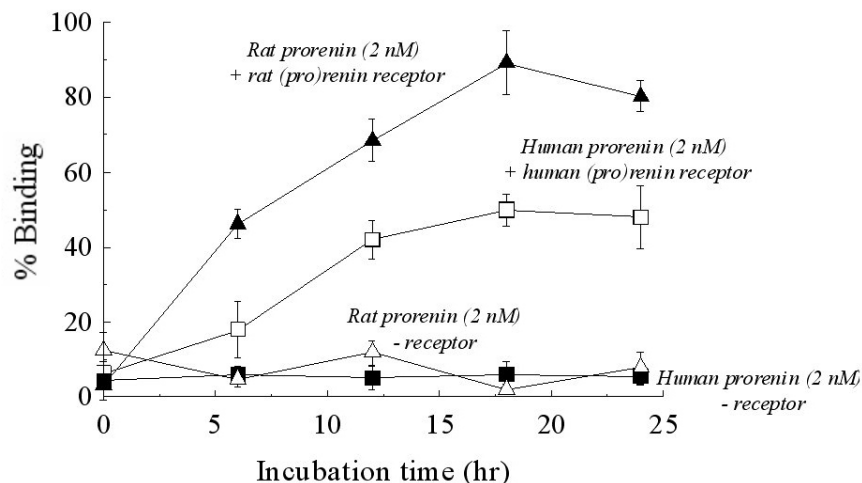 100
80
60
40
20
0
% Binding
Rat prorenin (2 nM)
+ rat (pro)renin receptor
Human prorenin (2 nM)
+ human (pro)renin receptor
Rat prorenin (2 nM)
- receptor
Human prorenin (2 nM)
- receptor
0 5 10 15 20 25
Incubation time (hr)